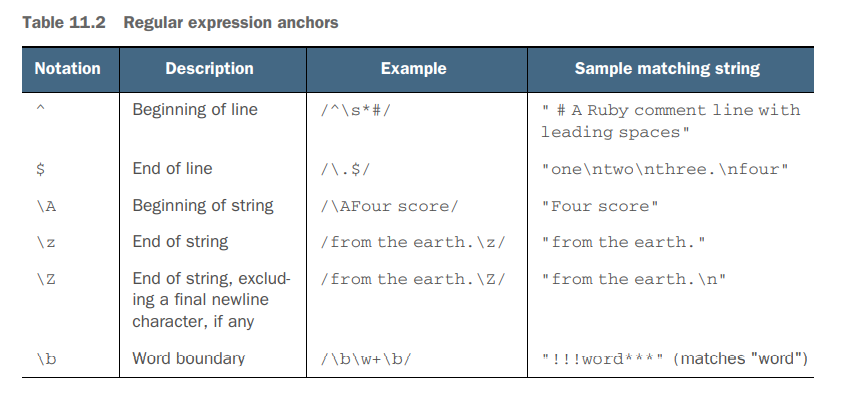 Table 11.2 Regular expression anchors
Notation Description Example Sample matching string
^ Beginning of line /^\s*#/ " # A Ruby comment line with
leading spaces"
$ End of line /\.$/ "one\ntwo\nthree.\nfour"
\A Beginning of string /\AFour score/ "Four score"
\z End of string /from the earth.\z/ "from the earth."
\Z End of string, exclud- /from the earth.\Z/ "from the earth.\n"
ing a final newline
character, if any
\b Word boundary /\b\w+\b/ "!!!word***" (matches "word")